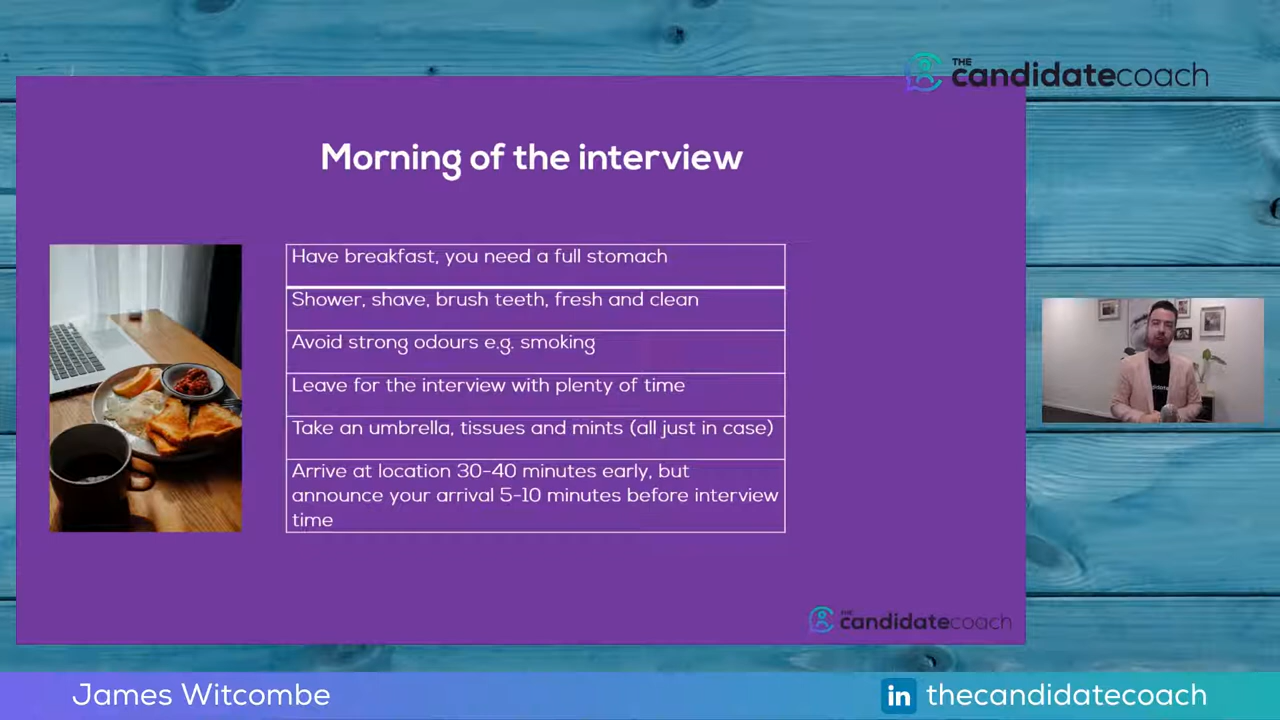 THE
candidatecoach
Morning of the interview
Have breakfast, you need a full stomach
Shower, shave, brush teeth, fresh and clean
Avoid strong odours e.g. smoking
Leave for the interview with plenty of time
Take an umbrella, tissues and mints (all just in case)
Arrive at location 30-40 minutes early, but
announce your arrival 5-10 minutes before interview
time
THE
candidatecoach
James Witcombe
in thecandidatecoach